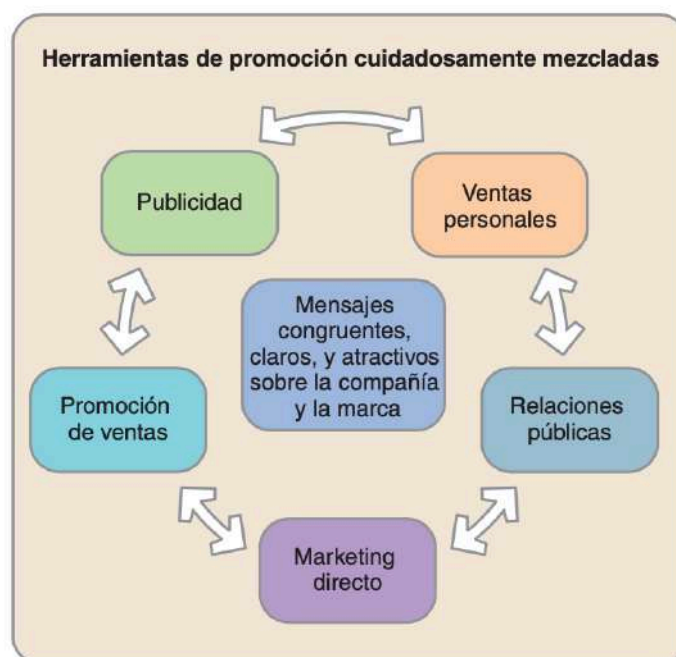 Herramientas de promoción cuidadosamente mezcladas
Publicidad
Ventas
personales
Mensajes
congruentes,
claros, y atractivos
sobre la compañía
y la marca
Promoción
de ventas
Relaciones
públicas
Marketing
directo